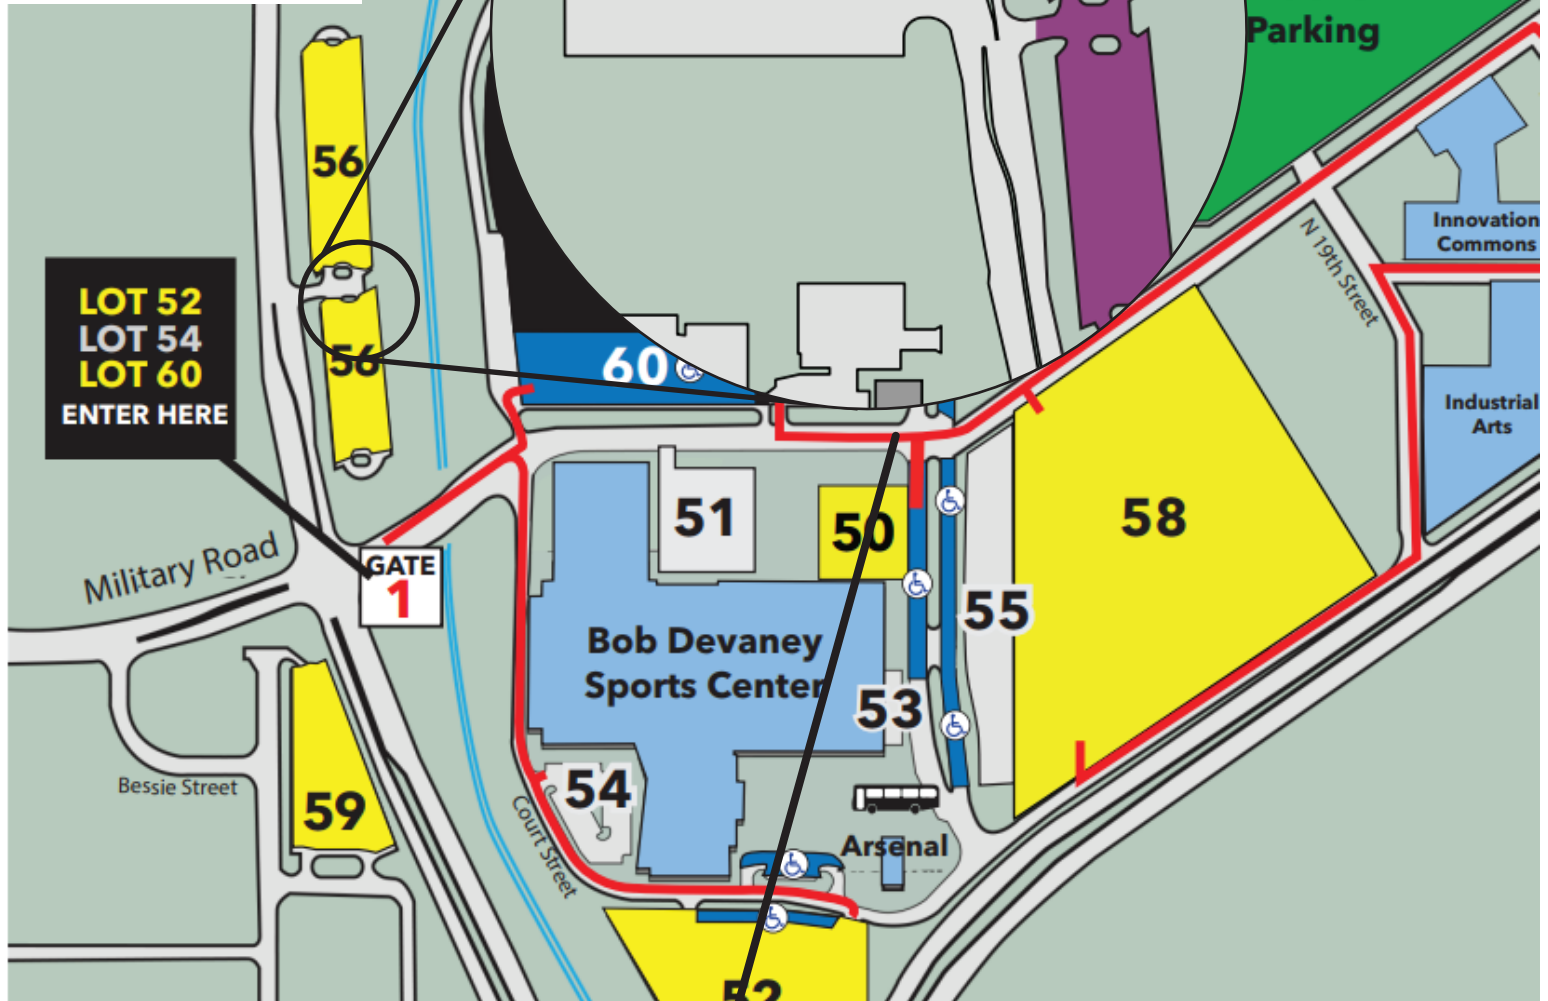 Parking
56
56
LOT 52
LOT 54
LOT 60
ENTER HERE
60
Innovation
Commons
N 19th Street
Industrial
Arts
58
51
50
GATE
1
Military Road
55
Bob Devaney
Sports Center
53
54
Bessie Street
59
Court Street
Arsenal
52